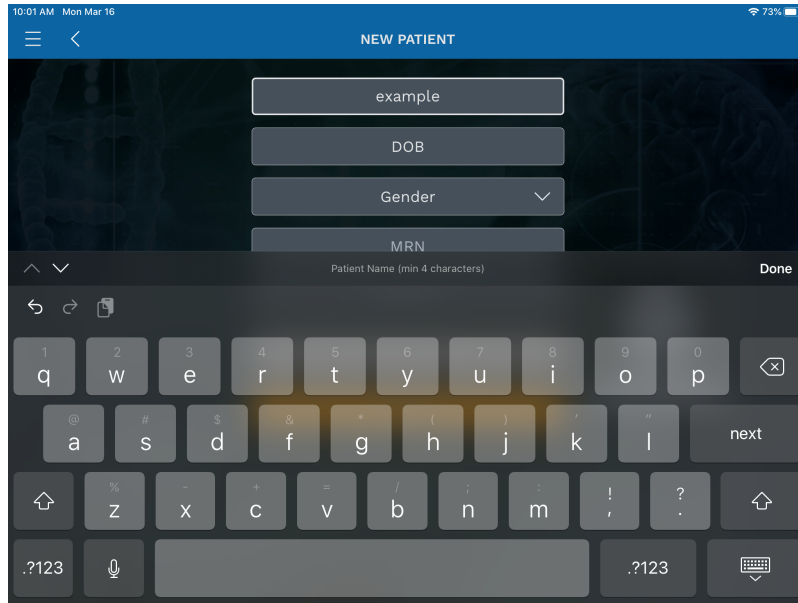 10:01 AM Mon Mar 16 73%
NEW PATIENT
example
DOB
Gender
MRN
Patient Name (min 4 characters) Done
1 2 3 4 5 6 7 8 9 0
q w e r t y u i o p
@ # $ & * ( ) ' "
a s d f g h j k l next
% - + = / ; : ! ?
z x c v b n m , .
.?123 .?123